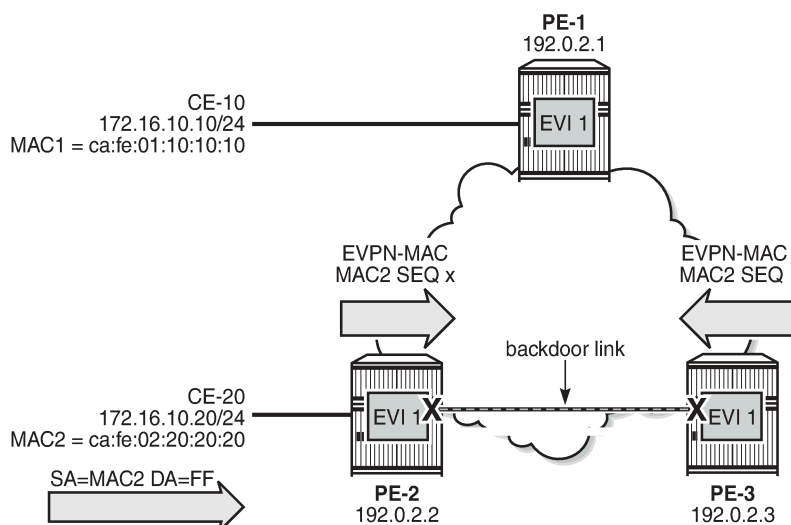 PE-1
192.0.2.1
CE-10
172.16.10.10/24
MAC1 = ca:fe:01:10:10:10
EVI 1
EVPN-MAC
MAC2 SEQ x
EVPN-MAC
MAC2 SEQ
backdoor link
CE-20
172.16.10.20/24
MAC2 = ca:fe:02:20:20:20
EVI 1
X
X
EVI 1
SA=MAC2 DA=FF
PE-2
192.0.2.2
PE-3
192.0.2.3